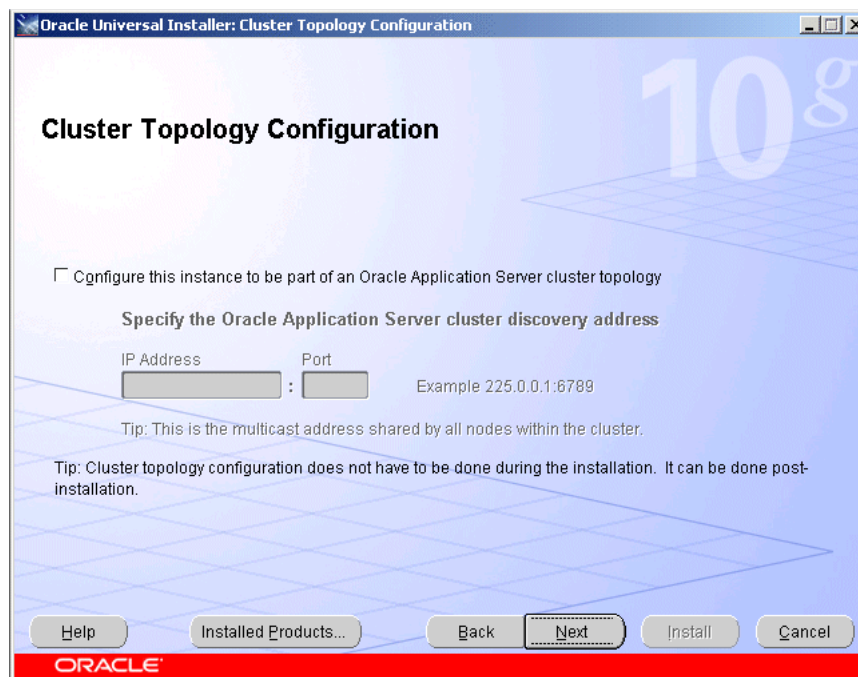 Oracle Universal Installer: Cluster Topology Configuration
10g
Cluster Topology Configuration
Configure this instance to be part of an Oracle Application Server cluster topology
Specify the Oracle Application Server cluster discovery address
IP Address Port
: Example 225.0.0.1:6789
Tip: This is the multicast address shared by all nodes within the cluster.
Tip: Cluster topology configuration does not have to be done during the installation. It can be done post-
installation.
Help Installed Products... Back Next Install Cancel
ORACLE